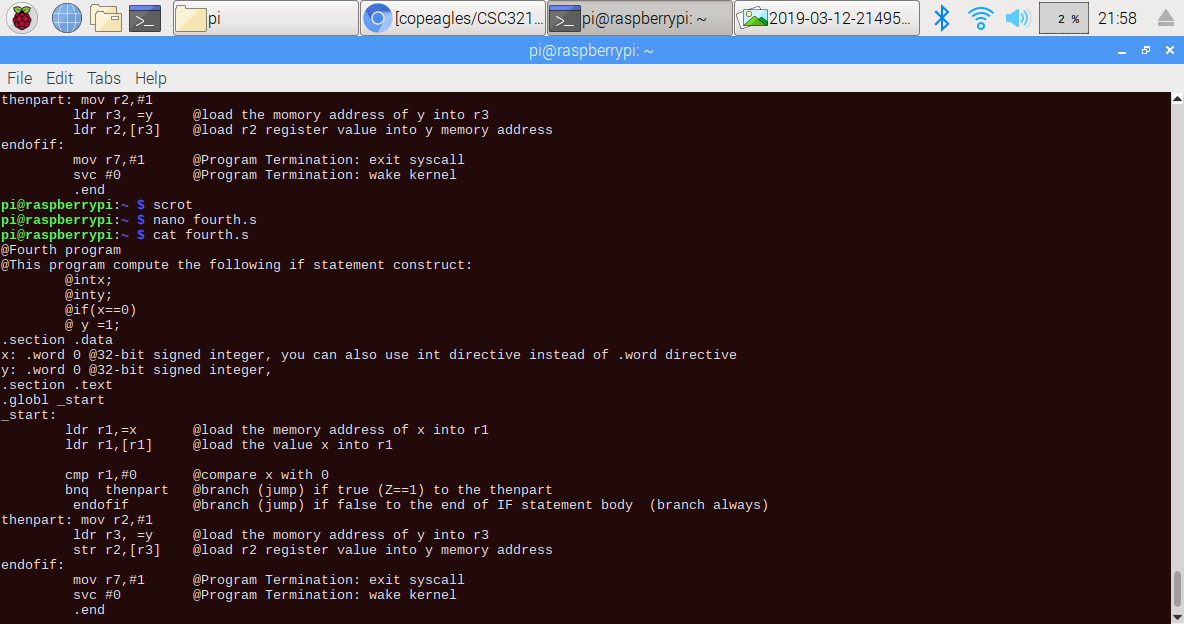 pi
[copeagles/CSC321...
pi@raspberrypi: ~
2019-03-12-21495...
2 %
21:58
pi@raspberrypi: ~
File Edit Tabs Help
thenpart: mov r2,#1
ldr r3, =y @load the momory address of y into r3
ldr r2,[r3] @load r2 register value into y memory address
endofif:
mov r7,#1 @Program Termination: exit syscall
svc #0 @Program Termination: wake kernel
.end
pi@raspberrypi:~ $ scrot
pi@raspberrypi:~ $ nano fourth.s
pi@raspberrypi:~ $ cat fourth.s
@Fourth program
@This program compute the following if statement construct:
@intx;
@inty;
@if(x==0)
@ y =1;
.section .data
x: .word 0 @32-bit signed integer, you can also use int directive instead of .word directive
y: .word 0 @32-bit signed integer,
.section .text
.globl _start
_start:
ldr r1,=x @load the memory address of x into r1
ldr r1,[r1] @load the value x into r1
cmp r1,#0 @compare x with 0
bnq thenpart @branch (jump) if true (Z==1) to the thenpart
endofif @branch (jump) if false to the end of IF statement body (branch always)
thenpart: mov r2,#1
ldr r3, =y @load the momory address of y into r3
str r2,[r3] @load r2 register value into y memory address
endofif:
mov r7,#1 @Program Termination: exit syscall
svc #0 @Program Termination: wake kernel
.end